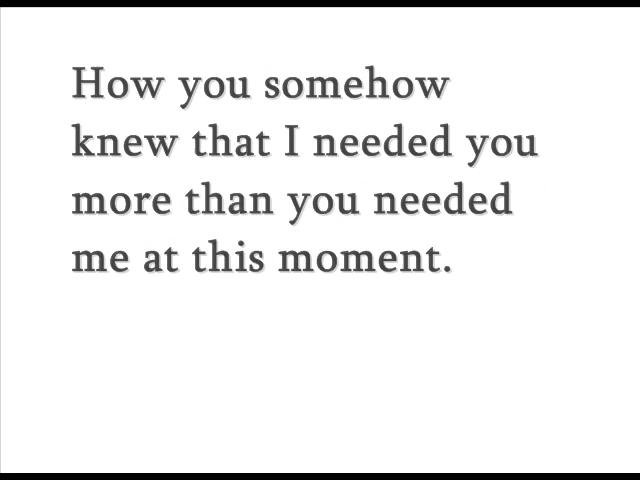 How you somehow
knew that I needed you
more than you needed
me at this moment.